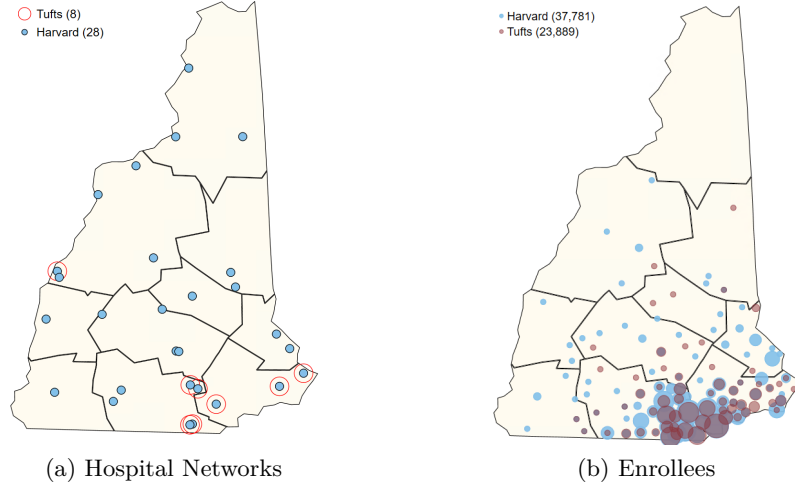 Tufts (8)
Harvard (28)
Harvard (37,781)
Tufts (23,889)
(a) Hospital Networks
(b) Enrollees